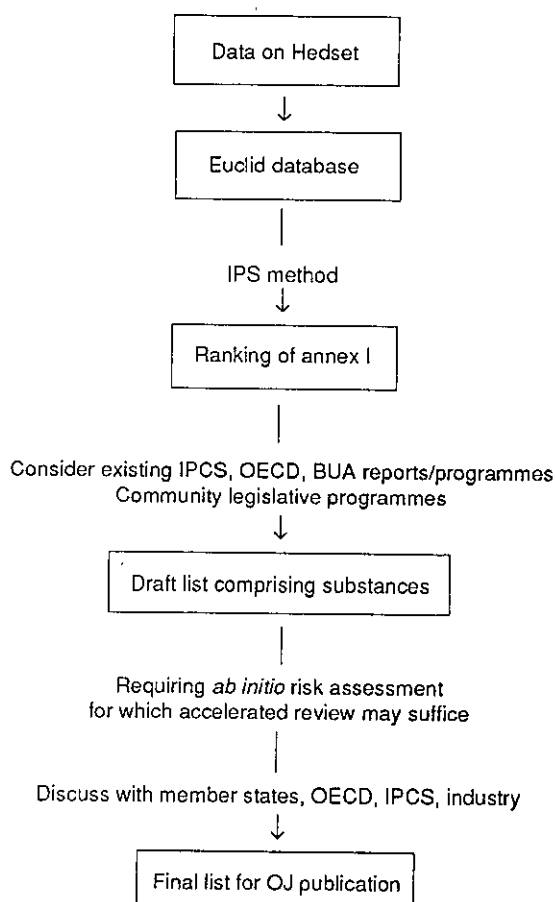 Data on Hedset
Euclid database
IPS method
Ranking of annex I
Consider existing IPCS, OECD, BUA reports/programmes
Community legislative programmes
Draft list comprising substances
Requiring ab initio risk assessment
for which accelerated review may suffice
Discuss with member states, OECD, IPCS, industry
Final list for OJ publication